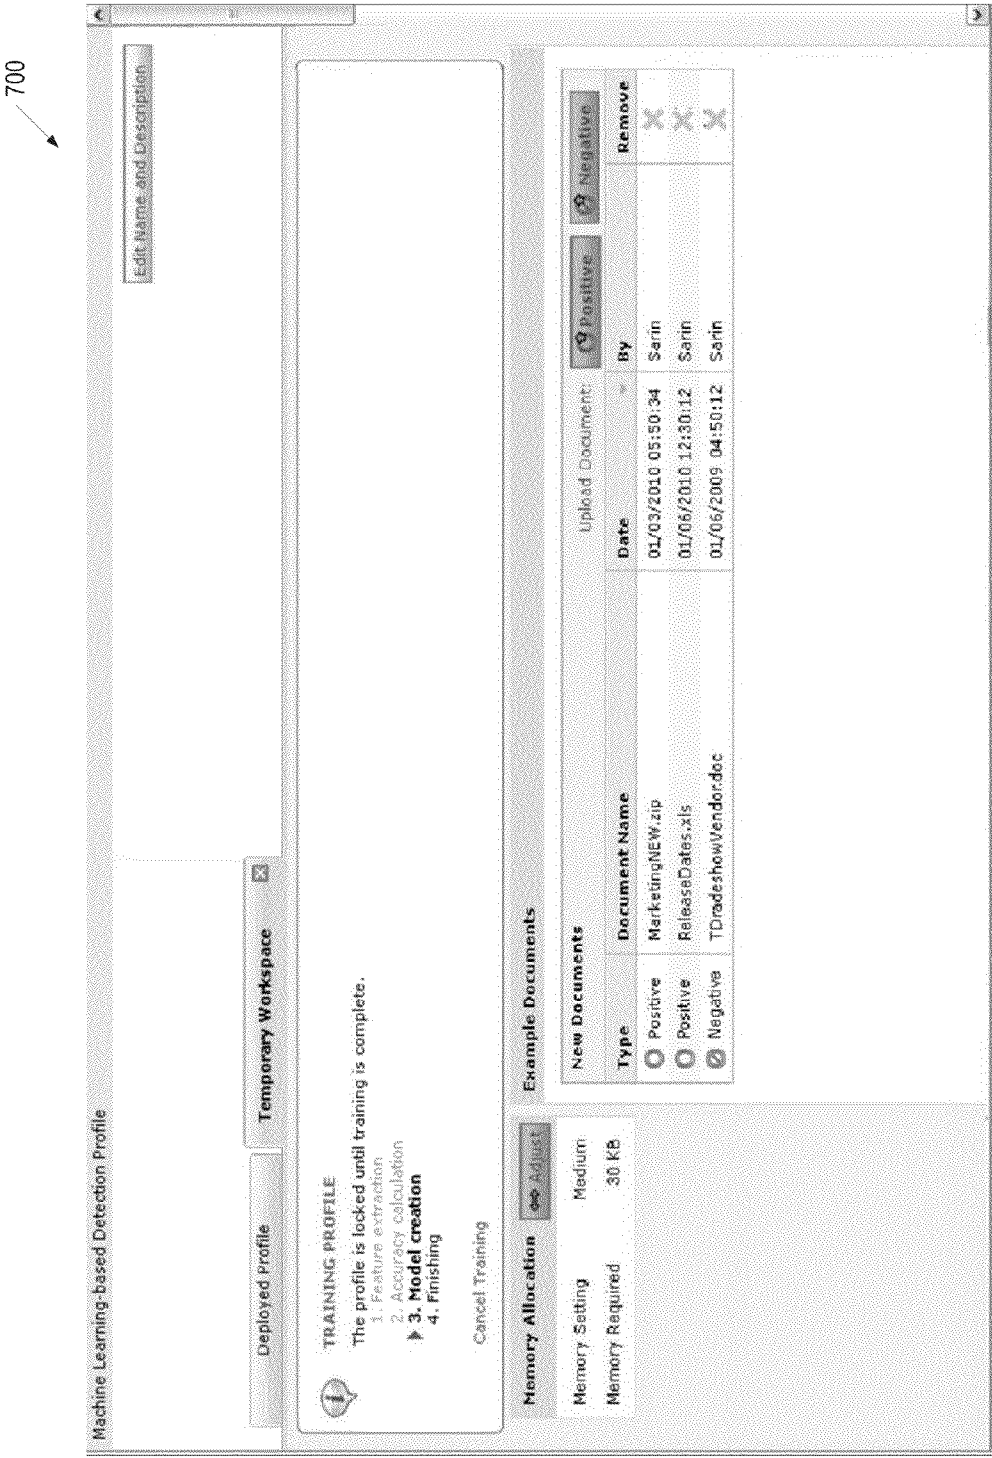 700
Machine Learning-based Detection Profile
Edit Name and Description
Deployed Profile
Temporary Workspace
TRAINING PROFILE
The profile is locked until training is complete.
1. Feature extraction
2. Accuracy calculation
3. Model creation
4. Finishing
Cancel Training
Memory Allocation
Adjust
Memory Setting Medium
Memory Required 30 KB
Example Documents
New Documents Upload Document: Positive Negative
Type Document Name Date By Remove
Positive MarketingNEW.zip 01/03/2010 05:50:34 Sarin
Positive ReleaseDates.xls 01/06/2010 12:30:12 Sarin
Negative TDradeshowVendor.doc 01/06/2009 04:50:12 Sarin